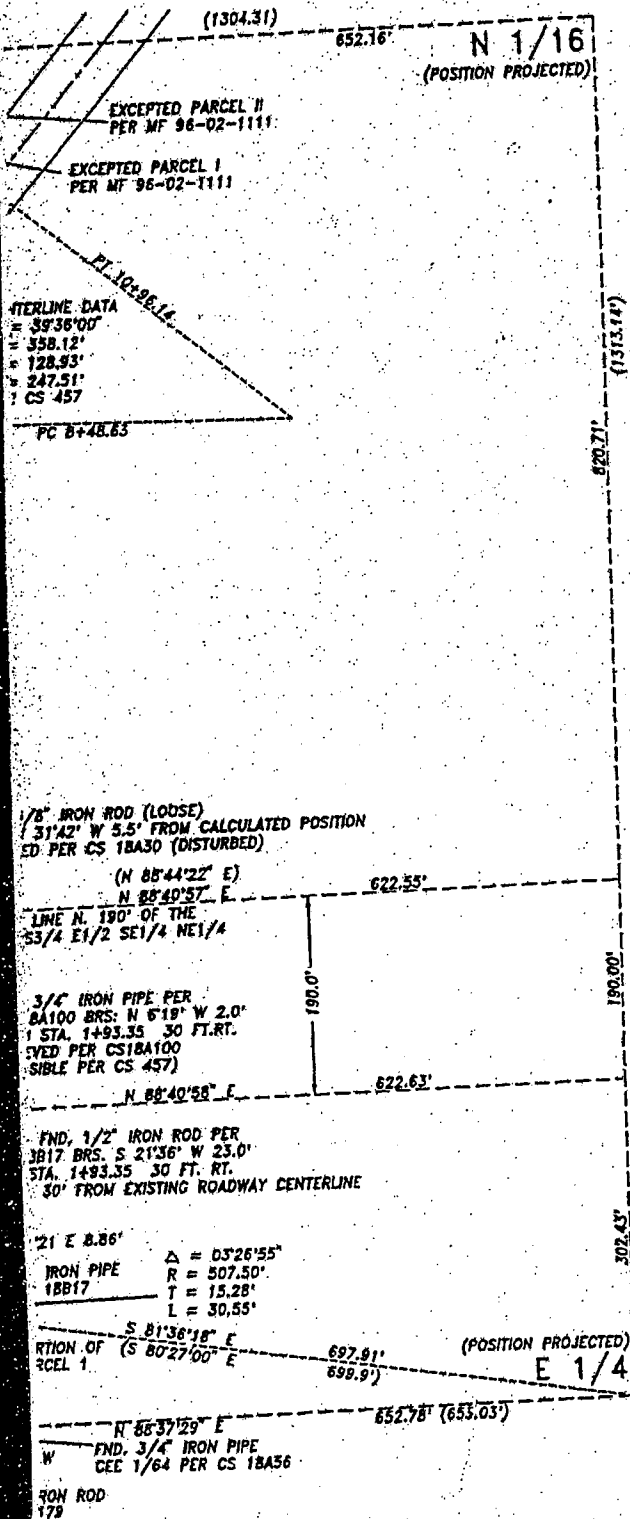 (1304.31)
652.16'
N 1/16
(POSITION PROJECTED)
EXCEPTED PARCEL II
PER MF 96-02-1111
EXCEPTED PARCEL I
PER MF 96-02-1111
PT 10+96.14
TERLINE DATA
= 39°36'00"
= 358.12'
= 128.93'
= 247.51'
CS 457
PC 8+48.63
(1313.14')
820.71'
/8" IRON ROD (LOOSE)
31'42" W 5.5' FROM CALCULATED POSITION
ED PER CS 18A30 (DISTURBED)
(N 88°44'22" E)
N 88°40'57" E
622.55'
LINE N. 190' OF THE
S3/4 E1/2 SE1/4 NE1/4
190.0'
190.00'
3/4" IRON PIPE PER
8A100 BRS: N 6'19" W 2.0'
STA. 1+93.35 30 FT.RT.
VED PER CS18A100
SIBLE PER CS 457)
N 88°40'58" E
622.63'
FND. 1/2" IRON ROD PER
3B17 BRS. S 21'36" W 23.0'
STA. 1+93.35 30 FT. RT.
30' FROM EXISTING ROADWAY CENTERLINE
302.43'
'21 E 8.86'
IRON PIPE
18B17
Δ = 03°26'55"
R = 507.50'
T = 15.28'
L = 30.55'
S 81°36'18" E
(S 80°27'00" E
697.91'
699.9')
RTION OF
RCEL 1
(POSITION PROJECTED)
E 1/4
N 88°37'29" E
652.78' (653.03')
W
FND. 3/4" IRON PIPE
CEE 1/64 PER CS 18A56
RON ROD
179